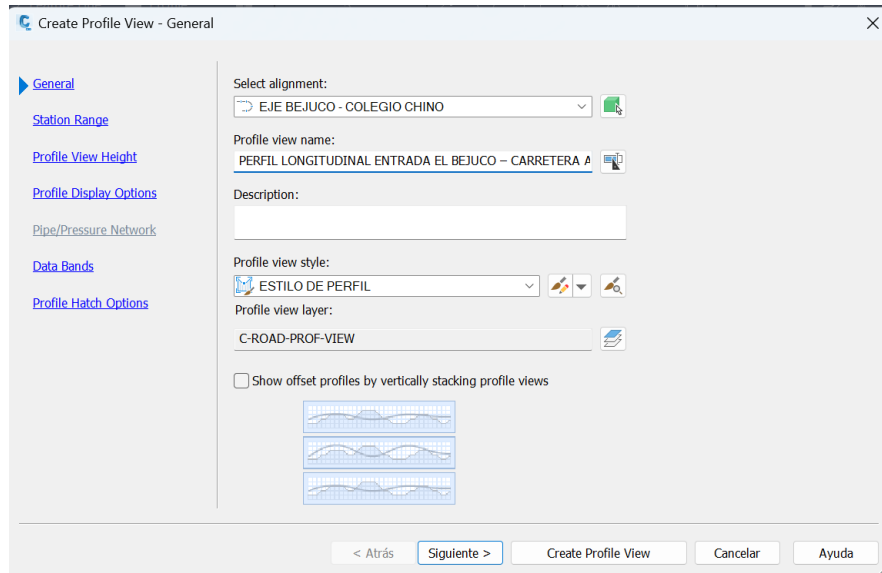 Create Profile View - General
General
Station Range
Profile View Height
Profile Display Options
Pipe/Pressure Network
Data Bands
Profile Hatch Options
Select alignment:
EJE BEJUCO - COLEGIO CHINO
Profile view name:
PERFIL LONGITUDINAL ENTRADA EL BEJUCO – CARRETERA A
Description:
Profile view style:
ESTILO DE PERFIL
Profile view layer:
C-ROAD-PROF-VIEW
Show offset profiles by vertically stacking profile views
< Atrás
Siguiente >
Create Profile View
Cancelar
Ayuda